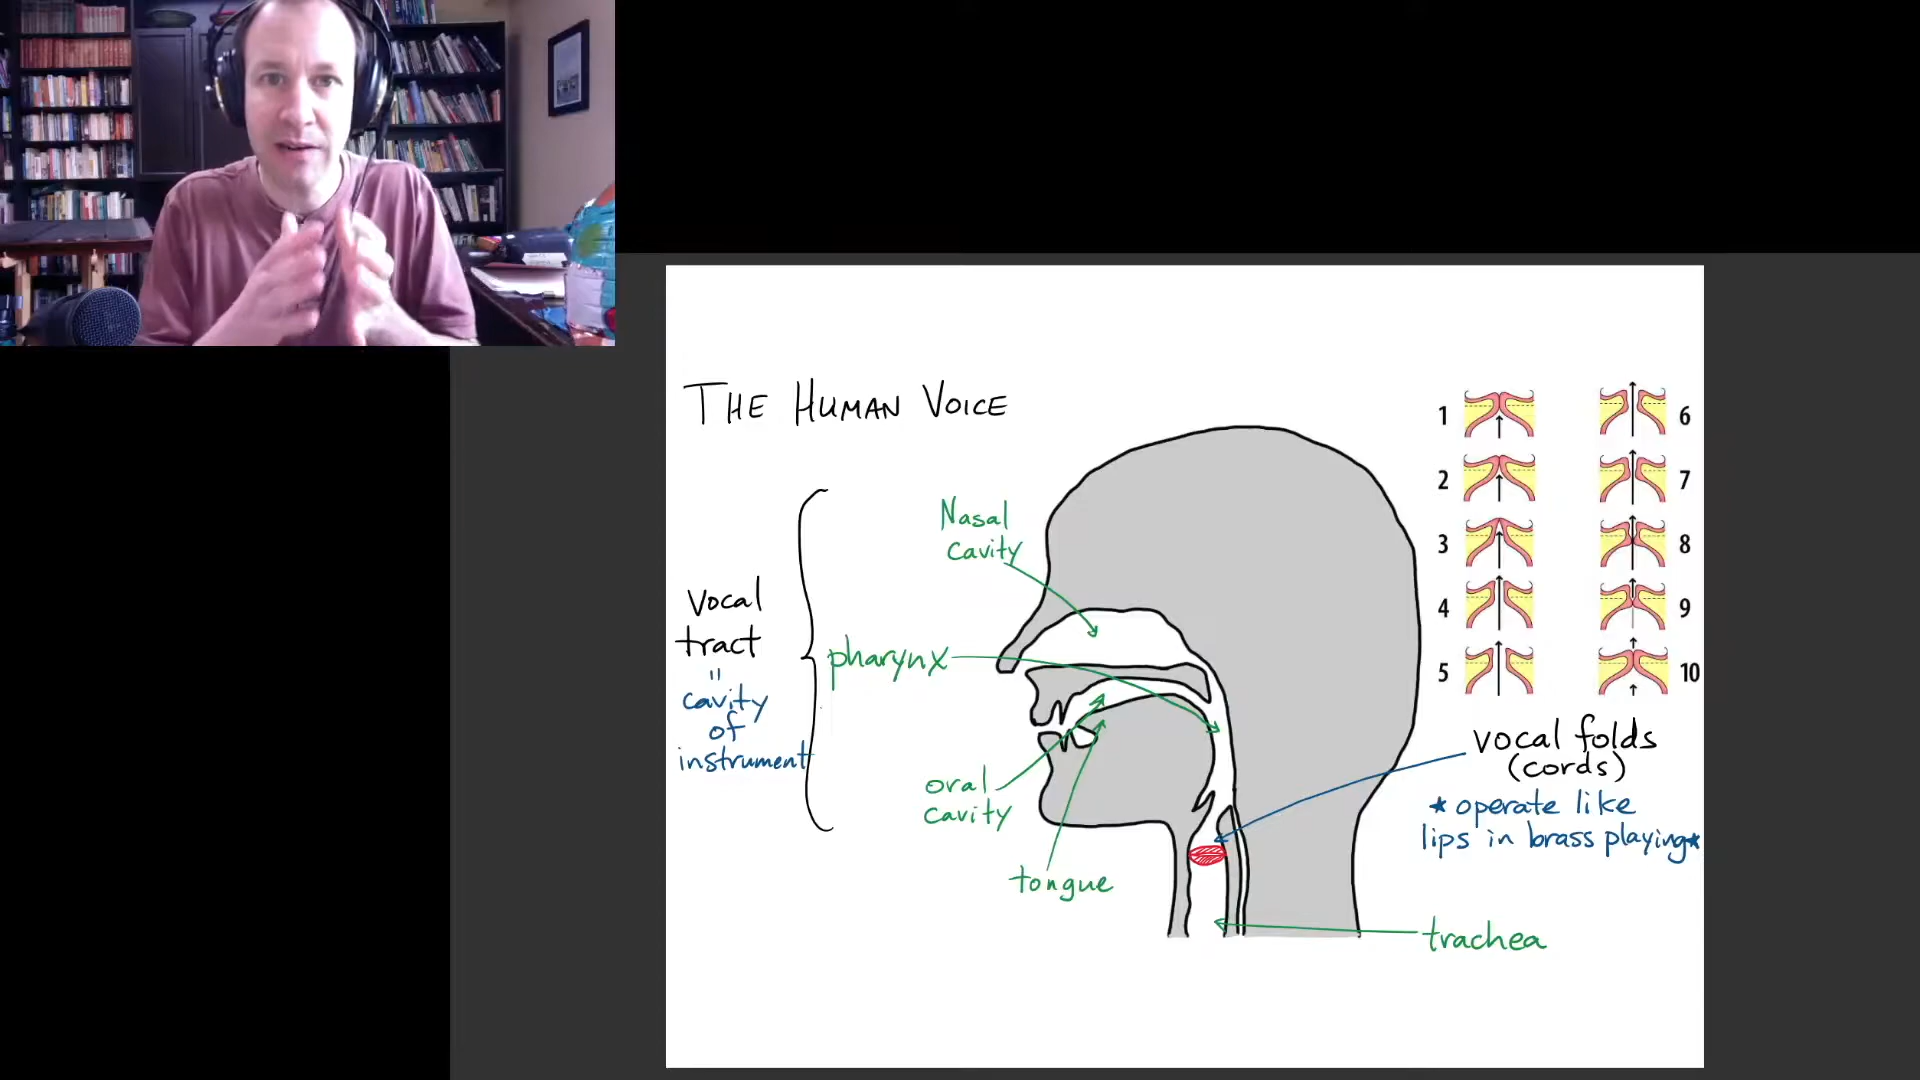 THE HUMAN VOICE
Nasal
cavity
vocal
tract
"
cavity
of
instrument
pharynx
oral
cavity
tongue
1
2
3
4
5
6
7
8
9
10
vocal folds
(cords)
* operate like
lips in brass playing*
trachea